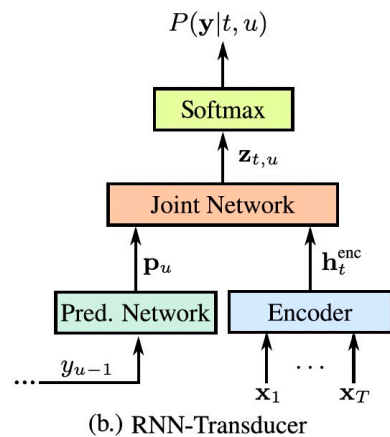 P(y|t, u)
Softmax
z_{t,u}
Joint Network
p_u h_t^{enc}
Pred. Network Encoder
... y_{u−1} x_1 ... x_T
(b.) RNN-Transducer